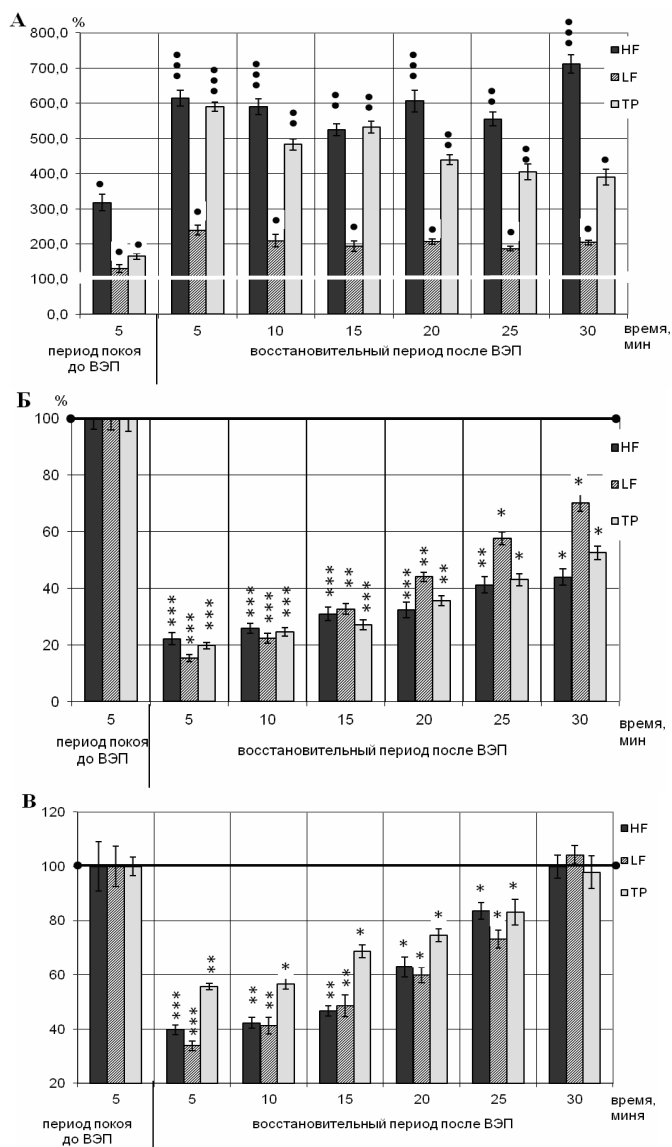 А
%
800,0
700,0
600,0
500,0
400,0
300,0
200,0
100,0
0,0
HF
LF
TP
5 5 10 15 20 25 30 время, мин
период покоя до ВЭП
восстановительный период после ВЭП
Б
%
100
80
60
40
20
0
HF
LF
TP
*** *** *** *** *** *** *** ** *** *** ** ** ** * * * * *
5 5 10 15 20 25 30 время, мин
период покоя до ВЭП
восстановительный период после ВЭП
В
120
100
80
60
40
20
HF
LF
TP
*** *** ** ** *** * ** ** * * * * * * *
5 5 10 15 20 25 30 время, миня
период покоя до ВЭП
восстановительный период после ВЭП